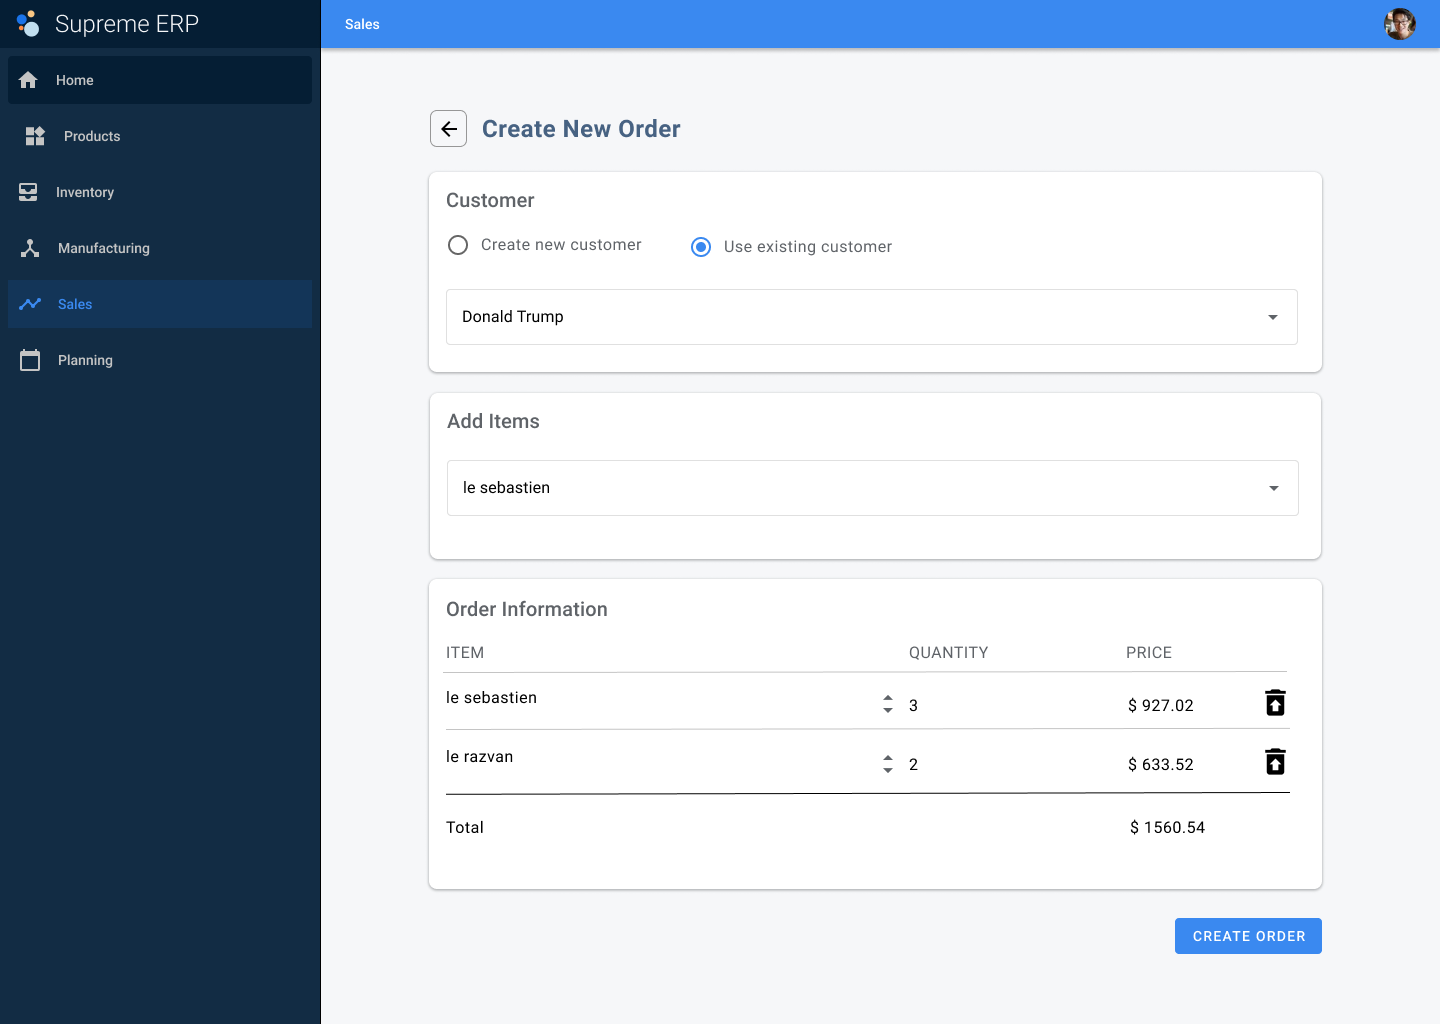 Supreme ERP
Sales
Home
Products
Inventory
Manufacturing
Sales
Planning
Create New Order
Customer
Create new customer
Use existing customer
Donald Trump
Add Items
le sebastien
Order Information
ITEM QUANTITY PRICE
le sebastien 3 $ 927.02
le razvan 2 $ 633.52
Total $ 1560.54
CREATE ORDER